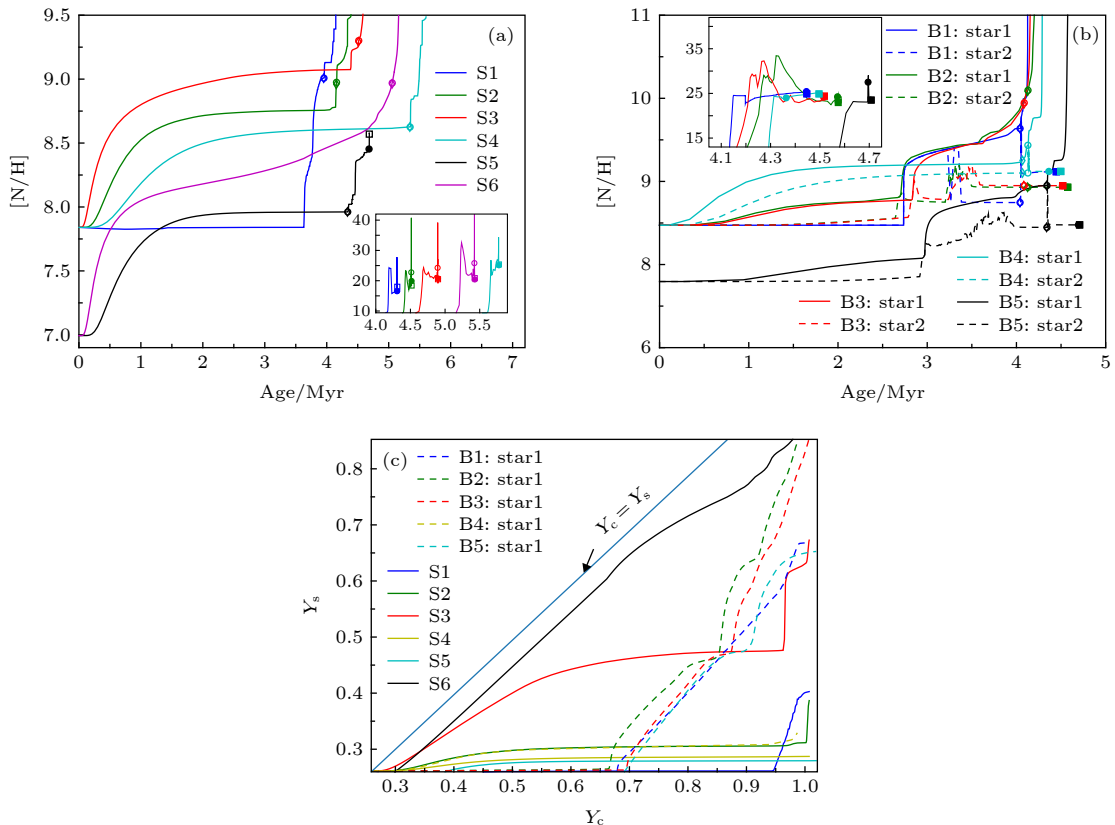 9.5
9.0
8.5
8.0
7.5
7.0
[N/H]
(a)
S1
S2
S3
S4
S5
S6
40
30
20
10
4.0 4.5 5.0 5.5
0 1 2 3 4 5 6 7
Age/Myr
11
10
9
8
7
6
[N/H]
(b)
35
30
25
20
15
4.1 4.3 4.5 4.7
B1: star1
B1: star2
B2: star1
B2: star2
B3: star1
B3: star2
B4: star1
B4: star2
B5: star1
B5: star2
0 1 2 3 4 5
Age/Myr
(c)
B1: star1
B2: star1
B3: star1
B4: star1
B5: star1
S1
S2
S3
S4
S5
S6
Yc = Ys
0.8
0.7
0.6
0.5
0.4
0.3
Ys
0.3 0.4 0.5 0.6 0.7 0.8 0.9 1.0
Yc